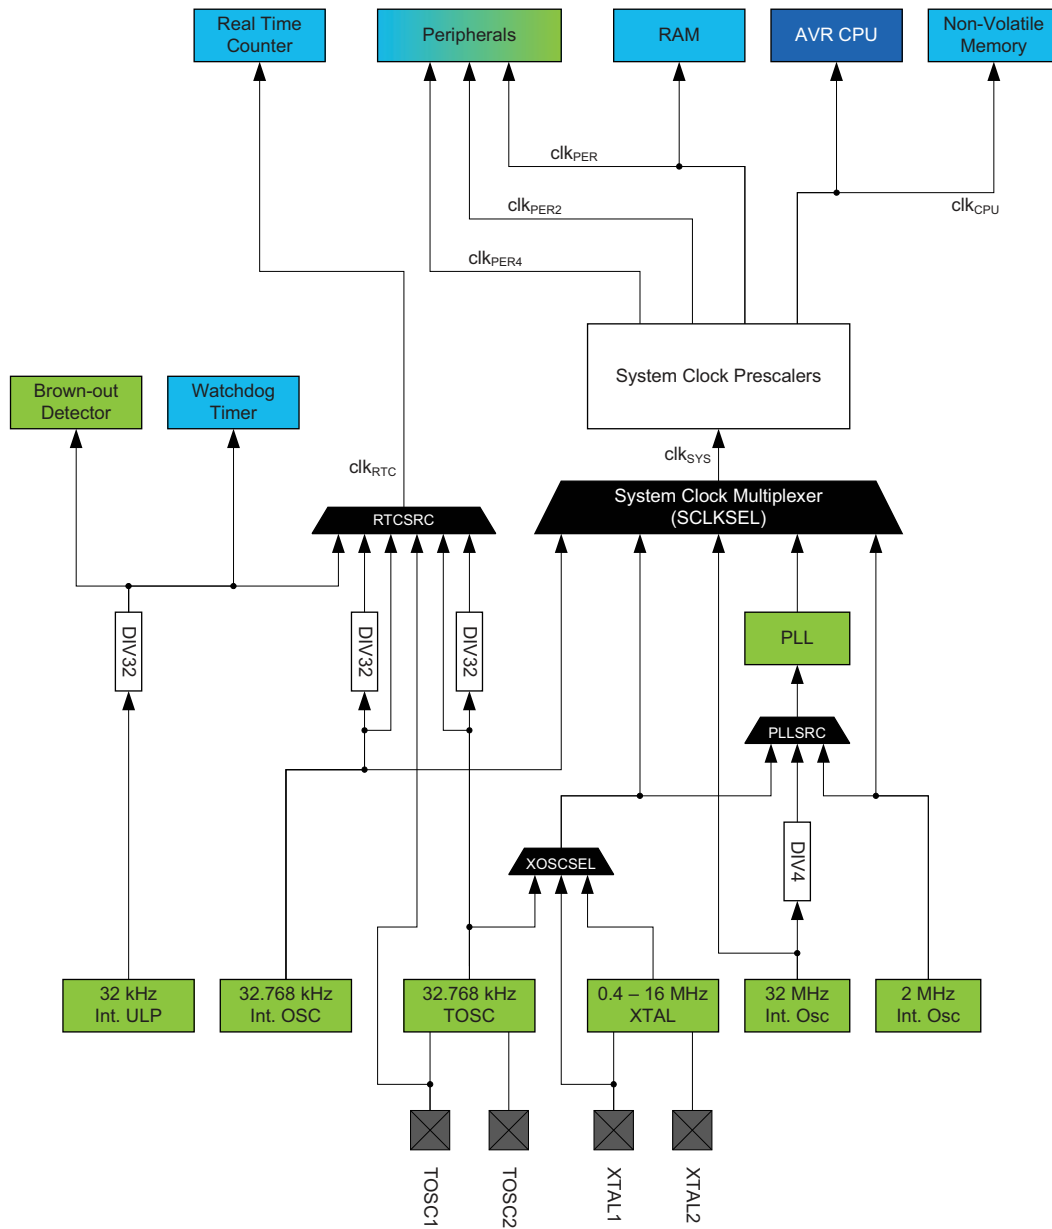 Real Time
Counter
Peripherals
RAM
AVR CPU
Non-Volatile
Memory
clkPER
clkPER2
clkCPU
clkPER4
System Clock Prescalers
Brown-out
Detector
Watchdog
Timer
clkRTC
clkSYS
System Clock Multiplexer
(SCLKSEL)
RTCSRC
DIV32
DIV32
DIV32
PLL
PLLSRC
XOSCSEL
DIV4
32 kHz
Int. ULP
32.768 kHz
Int. OSC
32.768 kHz
TOSC
0.4 – 16 MHz
XTAL
32 MHz
Int. Osc
2 MHz
Int. Osc
TOSC1
TOSC2
XTAL1
XTAL2